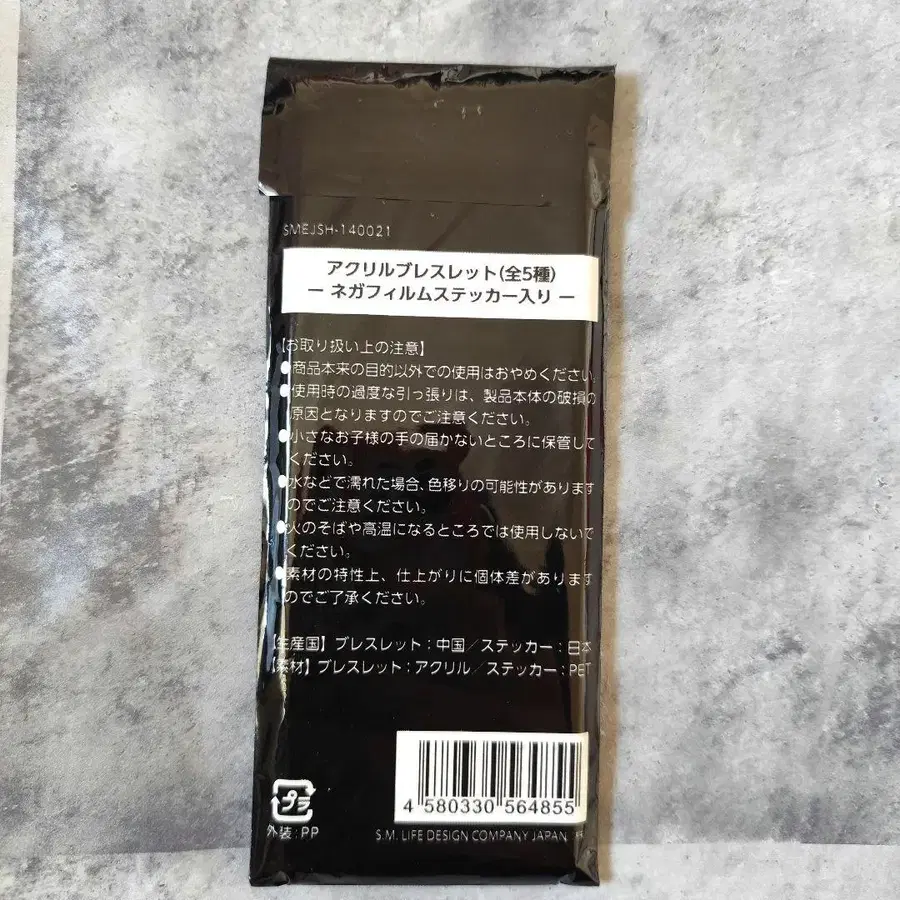 SMEJSH-140021
アクリルブレスレット(全5種)
ー ネガフィルムステッカー入り ー
【お取り扱い上の注意】
●商品本来の目的以外での使用はおやめください
●使用時の過度な引っ張りは、製品本体の破損の
原因となりますのでご注意ください。
●小さなお子様の手の届かないところに保管して
ください。
●水などで濡れた場合、色移りの可能性があります
のでご注意ください。
●火のそばや高温になるところでは使用しないで
ください。
●素材の特性上、仕上がりに個体差があります
のでご了承ください。
【生産国】ブレスレット:中国/ステッカー:日本
【素材】ブレスレット:アクリル/ステッカー:PET
4 580330 564855
プラ
外装:PP
S.M. LIFE DESIGN COMPANY JAPAN